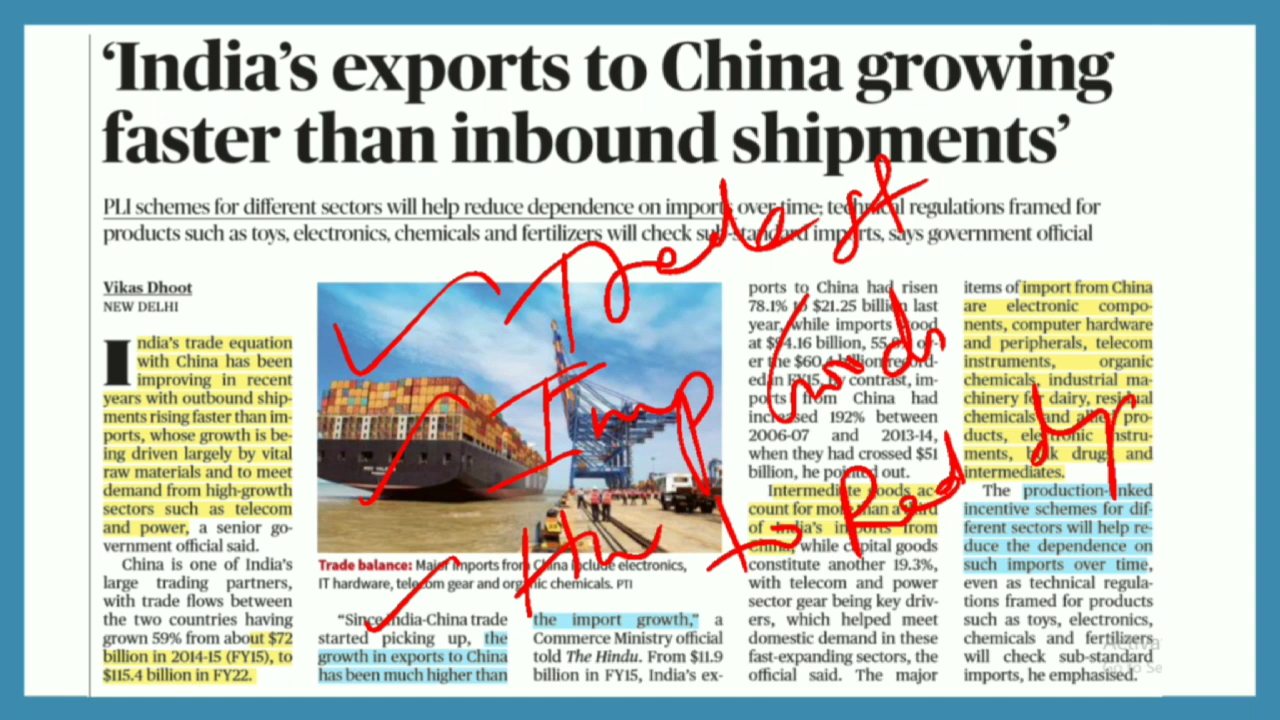 ‘India’s exports to China growing
faster than inbound shipments’
PLI schemes for different sectors will help reduce dependence on imports over time; technical regulations framed for
products such as toys, electronics, chemicals and fertilizers will check sub-standard imports, says government official
Vikas Dhoot
NEW DELHI
India’s trade equation
with China has been
improving in recent
years with outbound ship-
ments rising faster than im-
ports, whose growth is be-
ing driven largely by vital
raw materials and to meet
demand from high-growth
sectors such as telecom
and power, a senior go-
vernment official said.
China is one of India’s
large trading partners,
with trade flows between
the two countries having
grown 59% from about $72
billion in 2014-15 (FY15), to
$115.4 billion in FY22.
Trade balance: Major imports from China include electronics,
IT hardware, telecom gear and organic chemicals. PTI
“Since India-China trade
started picking up, the
growth in exports to China
has been much higher than
the import growth,” a
Commerce Ministry official
told The Hindu. From $11.9
billion in FY15, India’s ex-
ports to China had risen
78.1% to $21.25 billion last
year, while imports stood
at $94.16 billion, 55. ov-
er the $60.4 billion record-
ed in FY15. By contrast, im-
ports from China had
increased 192% between
2006-07 and 2013-14,
when they had crossed $51
billion, he pointed out.
Intermediate goods ac-
count for more than a third
of India’s imports from
China, while capital goods
constitute another 19.3%,
with telecom and power
sector gear being key driv-
ers, which helped meet
domestic demand in these
fast-expanding sectors, the
official said. The major
items of import from China
are electronic compo-
nents, computer hardware
and peripherals, telecom
instruments, organic
chemicals, industrial ma-
chinery for dairy, residual
chemicals and allied pro-
ducts, electronic instru-
ments, bulk drugs and
intermediates.
The production-linked
incentive schemes for dif-
ferent sectors will help re-
duce the dependence on
such imports over time,
even as technical regula-
tions framed for products
such as toys, electronics,
chemicals and fertilizers
will check sub-standard
imports, he emphasised.
Imp Goods
to Red